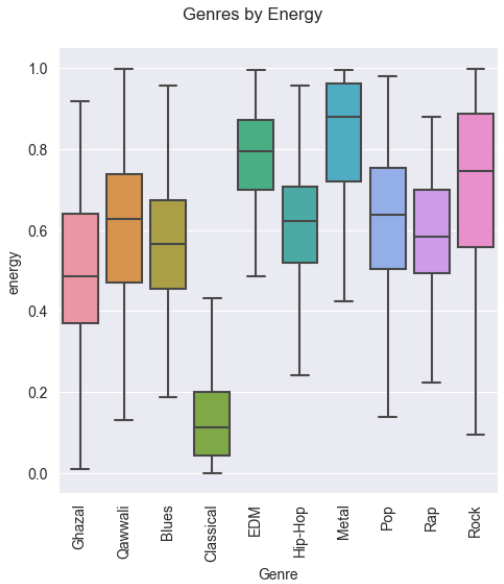 Genres by Energy
1.0
0.8
0.6
0.4
0.2
0.0
energy
Ghazal
Qawwali
Blues
Classical
EDM
Hip-Hop
Metal
Pop
Rap
Rock
Genre